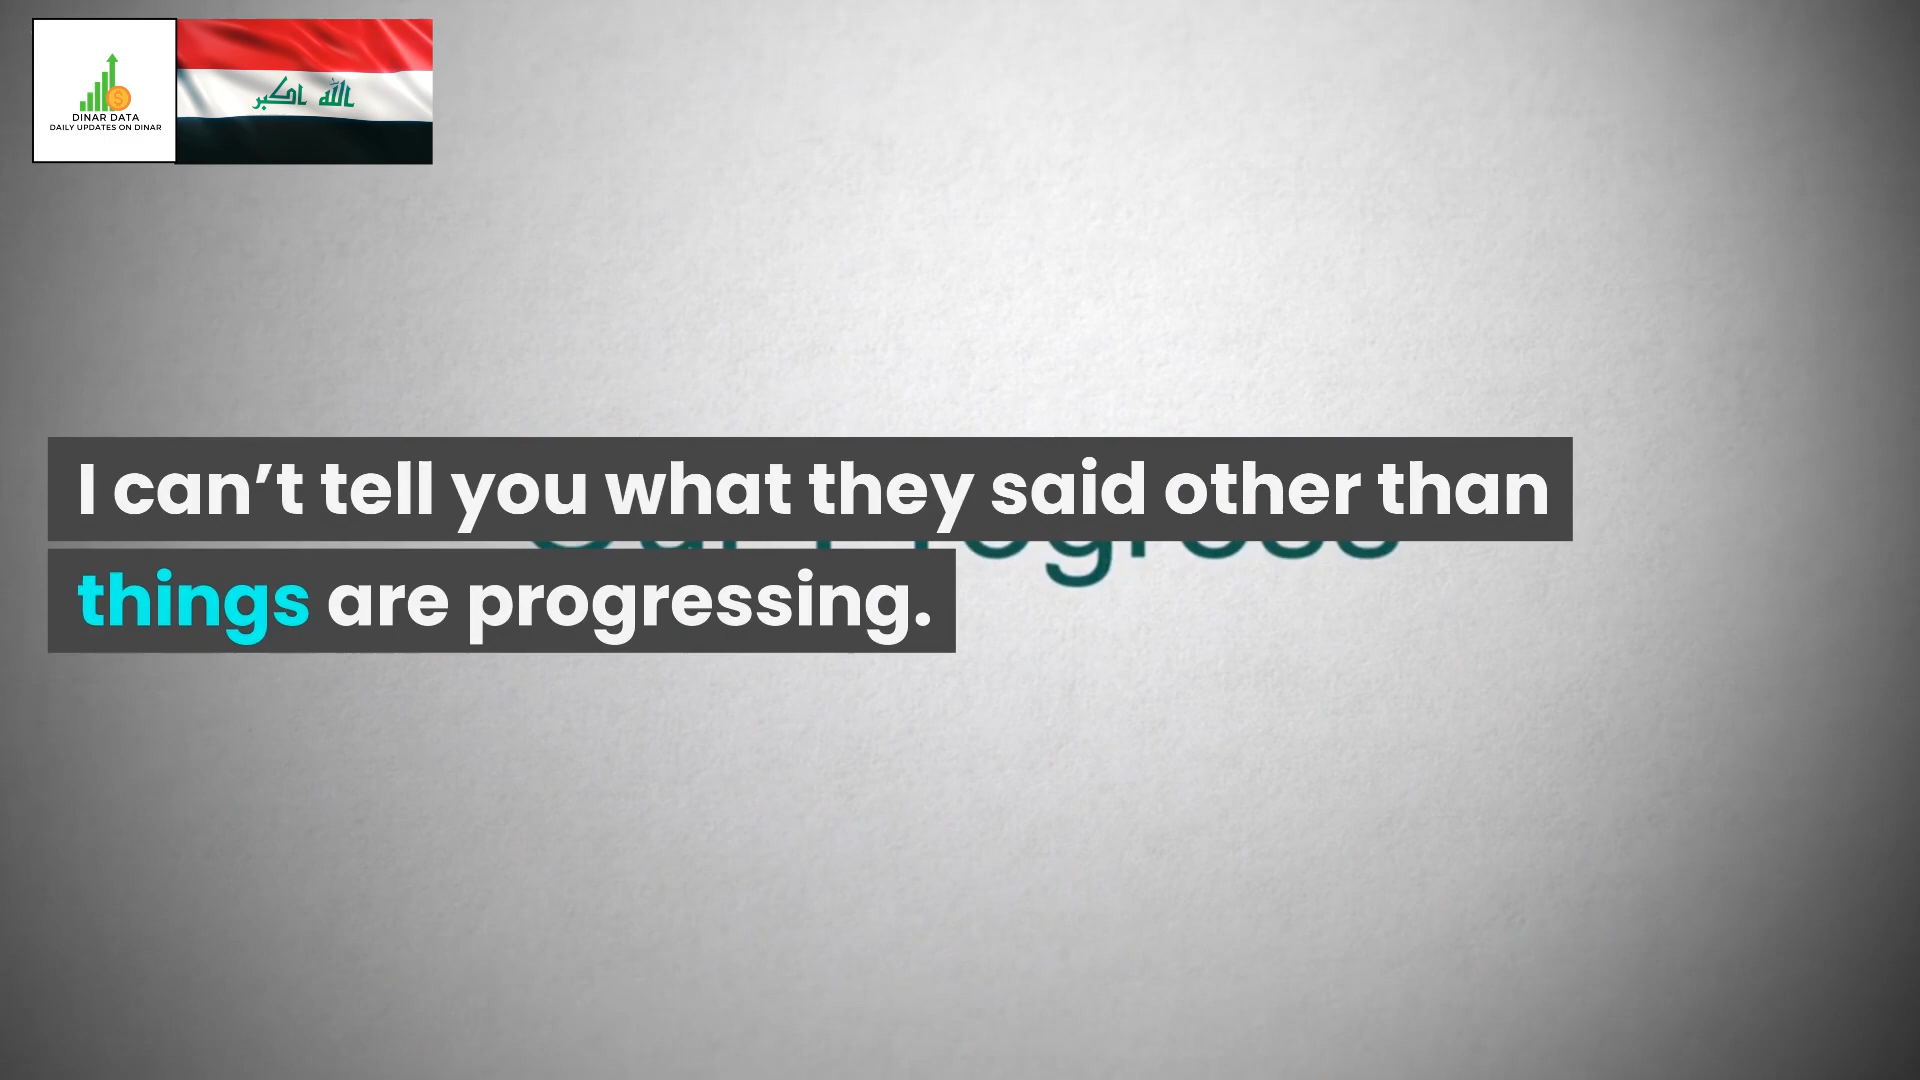 DINAR DATA
DAILY UPDATES ON DINAR
الله اكبر
I can’t tell you what they said other than
things are progressing.